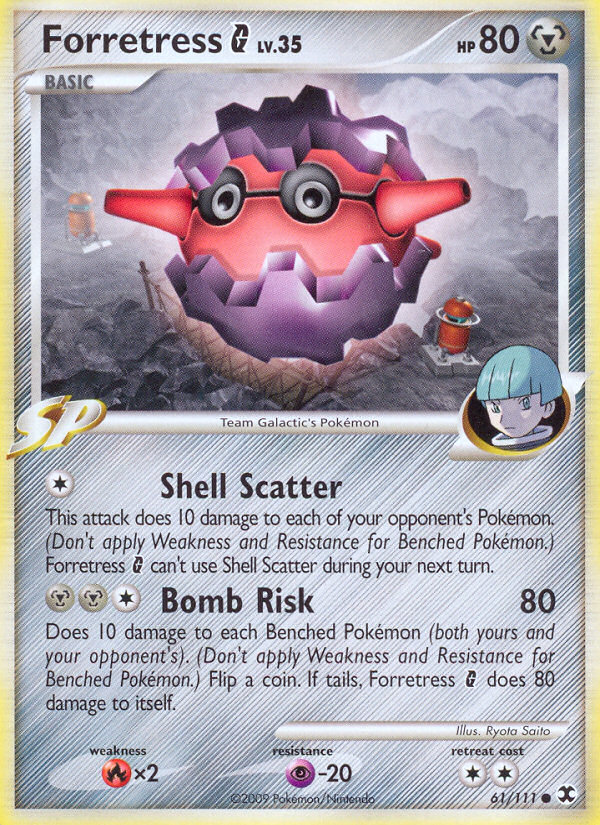 Forretress G LV.35 HP 80
BASIC
SP
Team Galactic's Pokémon
Shell Scatter
This attack does 10 damage to each of your opponent's Pokémon.
(Don't apply Weakness and Resistance for Benched Pokémon.)
Forretress G can't use Shell Scatter during your next turn.
Bomb Risk 80
Does 10 damage to each Benched Pokémon (both yours and
your opponent's). (Don't apply Weakness and Resistance for
Benched Pokémon.) Flip a coin. If tails, Forretress G does 80
damage to itself.
Illus. Ryota Saito
weakness resistance retreat cost
×2 -20
©2009 Pokémon/Nintendo 61/111